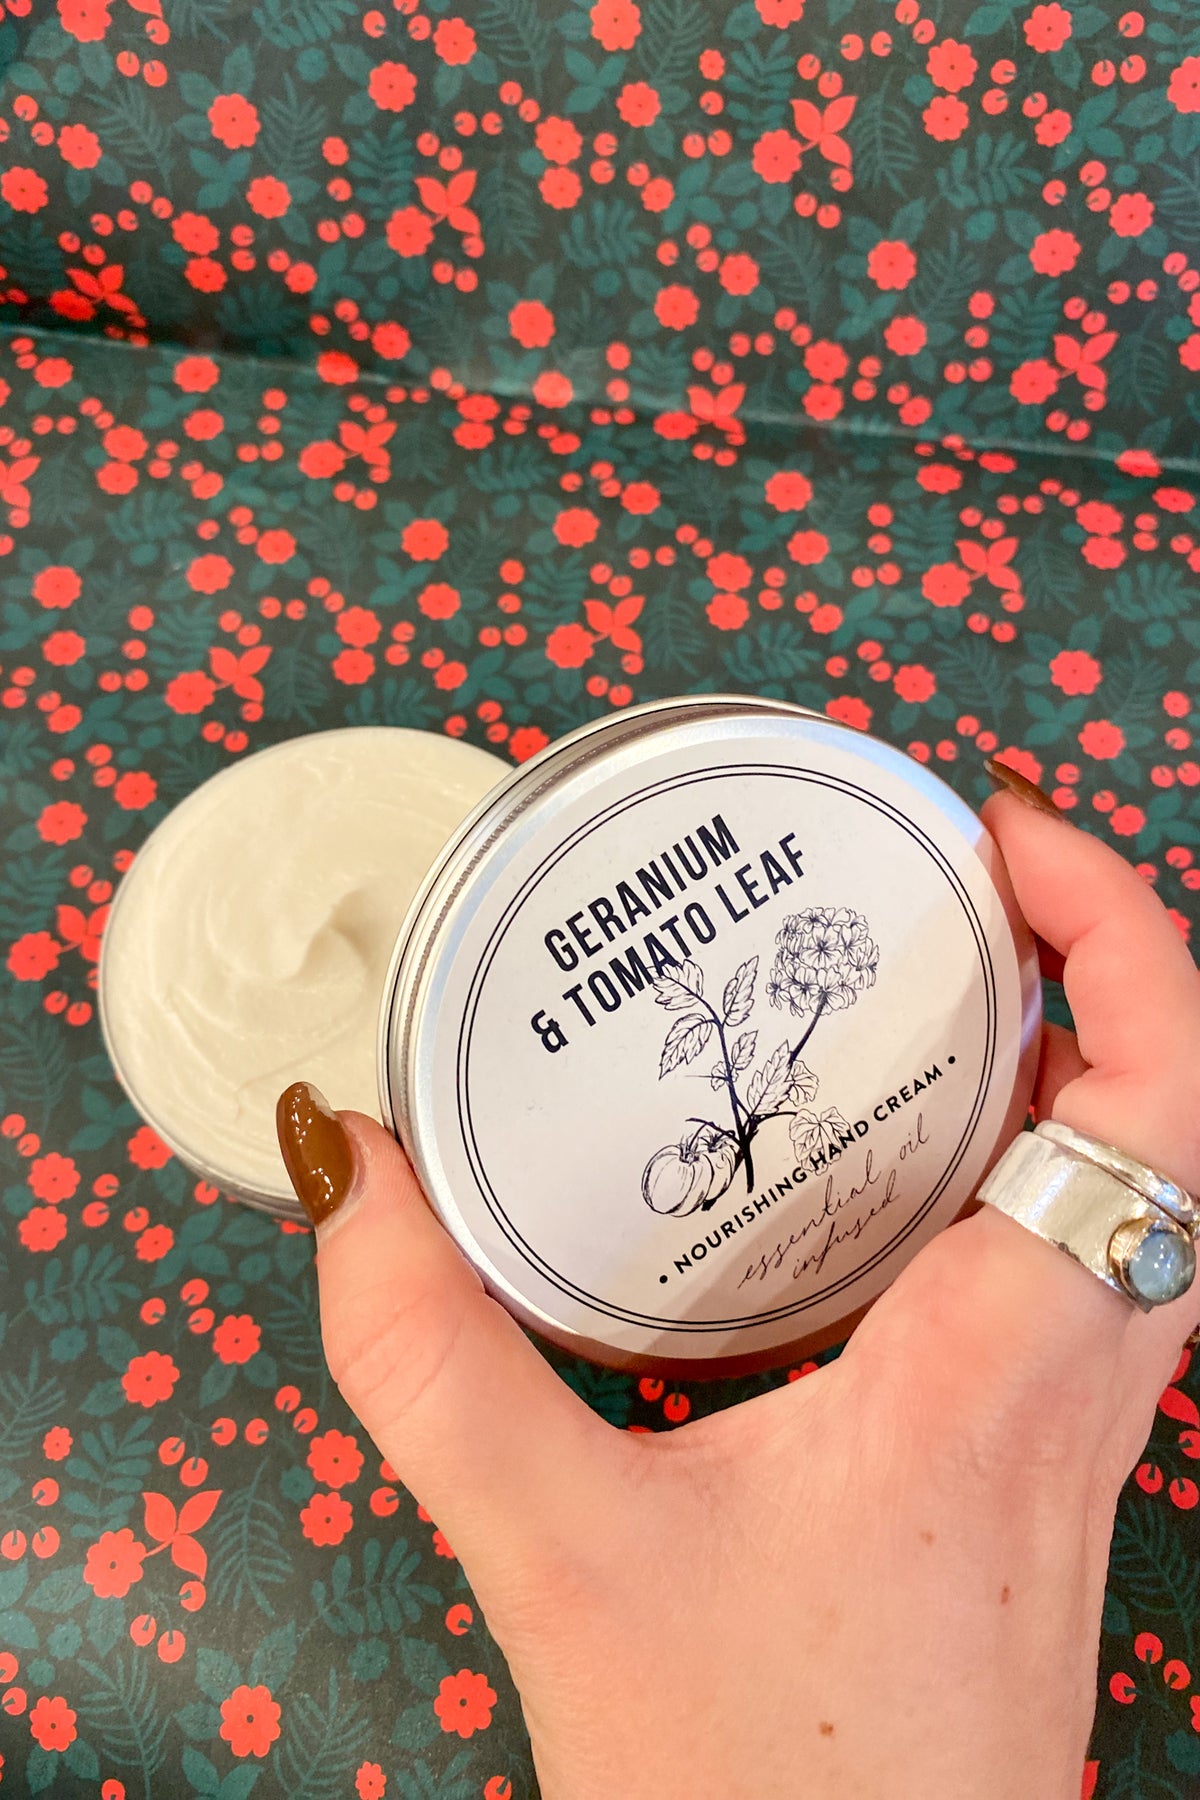 GERANIUM
& TOMATO LEAF
• NOURISHING HAND CREAM •
essential oil
infused